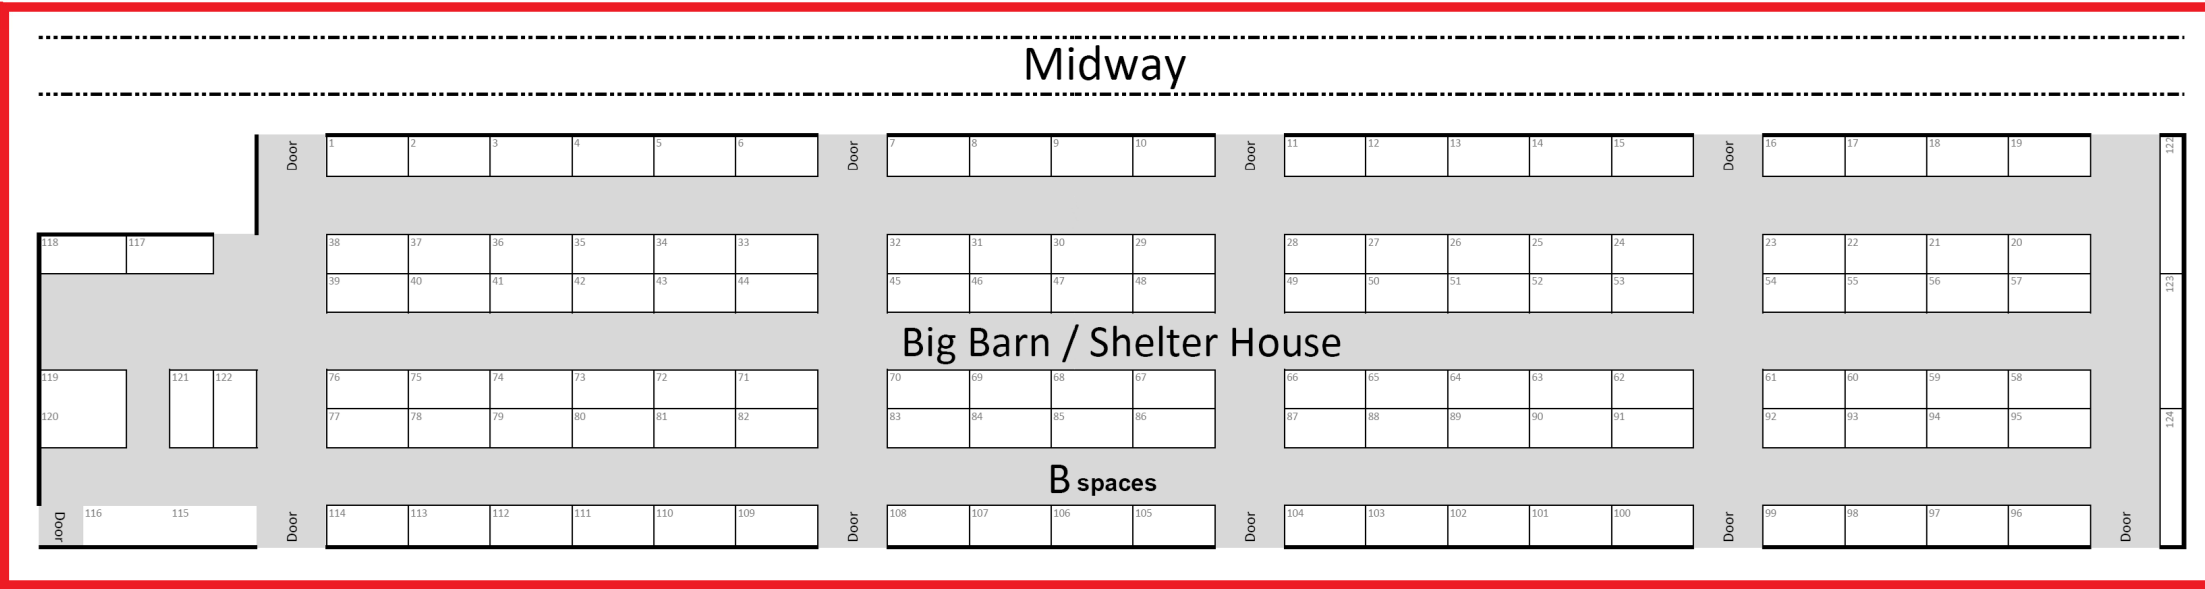 Midway
Door 1 2 3 4 5 6 Door 7 8 9 10 Door 11 12 13 14 15 Door 16 17 18 19 122
118 117 38 37 36 35 34 33 32 31 30 29 28 27 26 25 24 23 22 21 20
39 40 41 42 43 44 45 46 47 48 49 50 51 52 53 54 55 56 57 123
Big Barn / Shelter House
119 121 122 76 75 74 73 72 71 70 69 68 67 66 65 64 63 62 61 60 59 58
120 77 78 79 80 81 82 83 84 85 86 87 88 89 90 91 92 93 94 95 124
B spaces
Door 116 115 Door 114 113 112 111 110 109 Door 108 107 106 105 Door 104 103 102 101 100 Door 99 98 97 96 Door